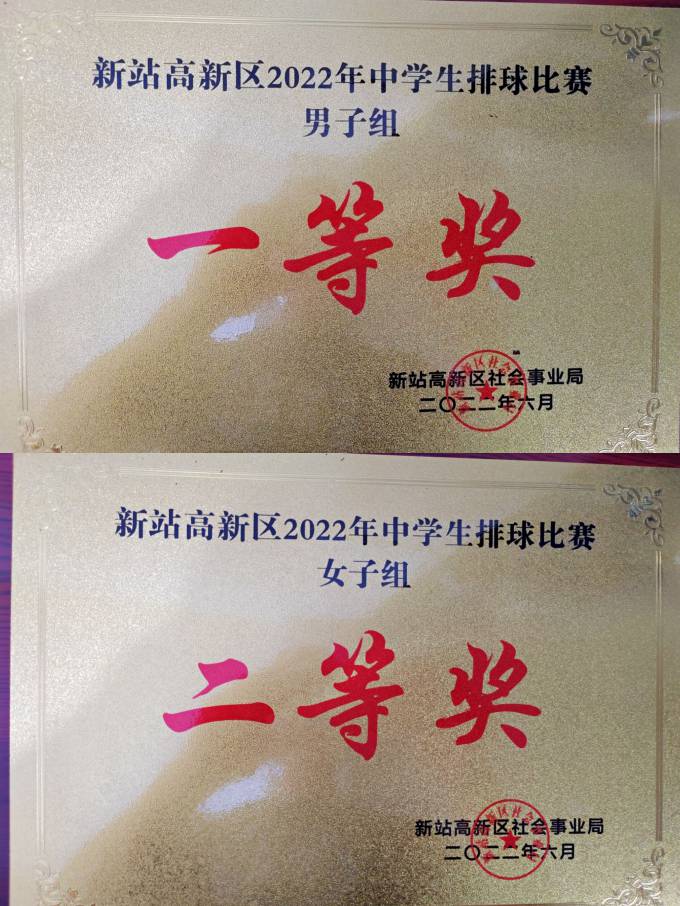 新站高新区2022年中学生排球比赛
男子组
一等奖
新站高新区社会事业局
二〇二二年六月
新站高新区2022年中学生排球比赛
女子组
二等奖
新站高新区社会事业局
二〇二二年六月